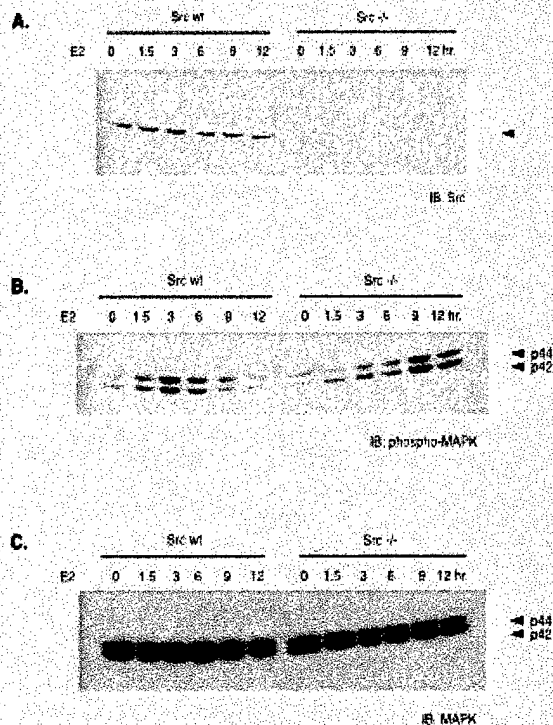 A.
Src wt Src -/-
E2 0 1.5 3 6 9 12 0 1.5 3 6 9 12 hr.
IB: Src
B.
Src wt Src -/-
E2 0 1.5 3 6 9 12 0 1.5 3 6 9 12 hr.
p44
p42
IB: phospho-MAPK
C.
Src wt Src -/-
E2 0 1.5 3 6 9 12 0 1.5 3 6 9 12 hr.
p44
p42
IB: MAPK